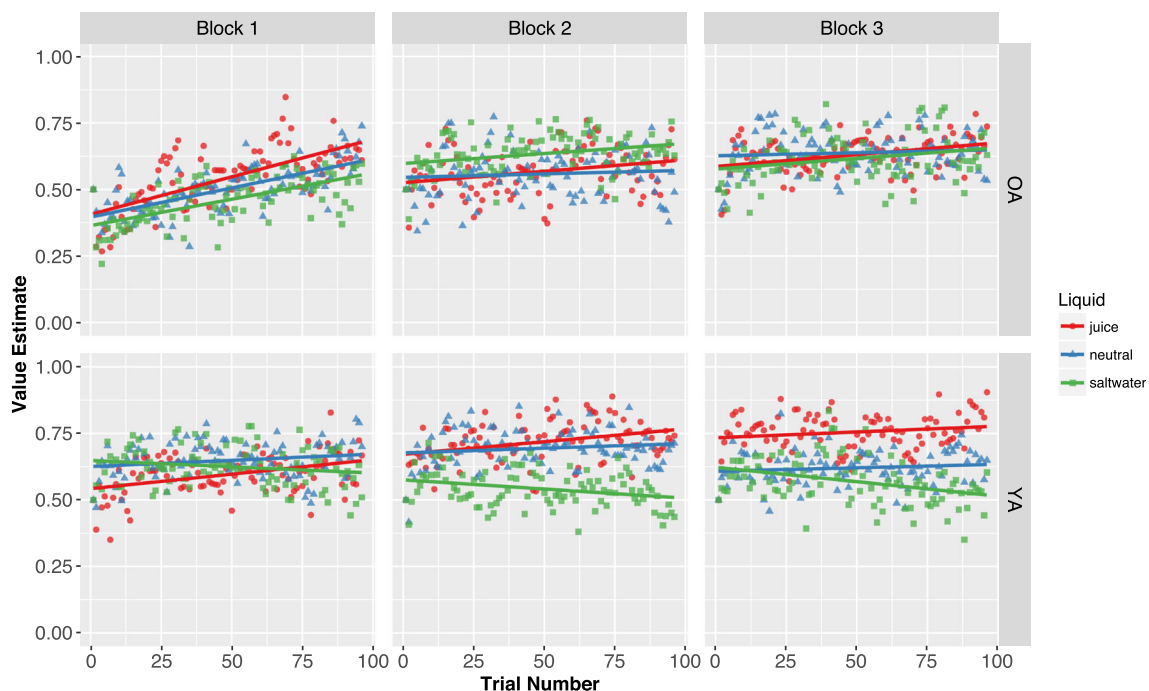 Block 1
Block 2
Block 3
1.00
0.75
0.50
0.25
0.00
OA
Value Estimate
1.00
0.75
0.50
0.25
0.00
YA
0 25 50 75 100
0 25 50 75 100
0 25 50 75 100
Trial Number
Liquid
juice
neutral
saltwater